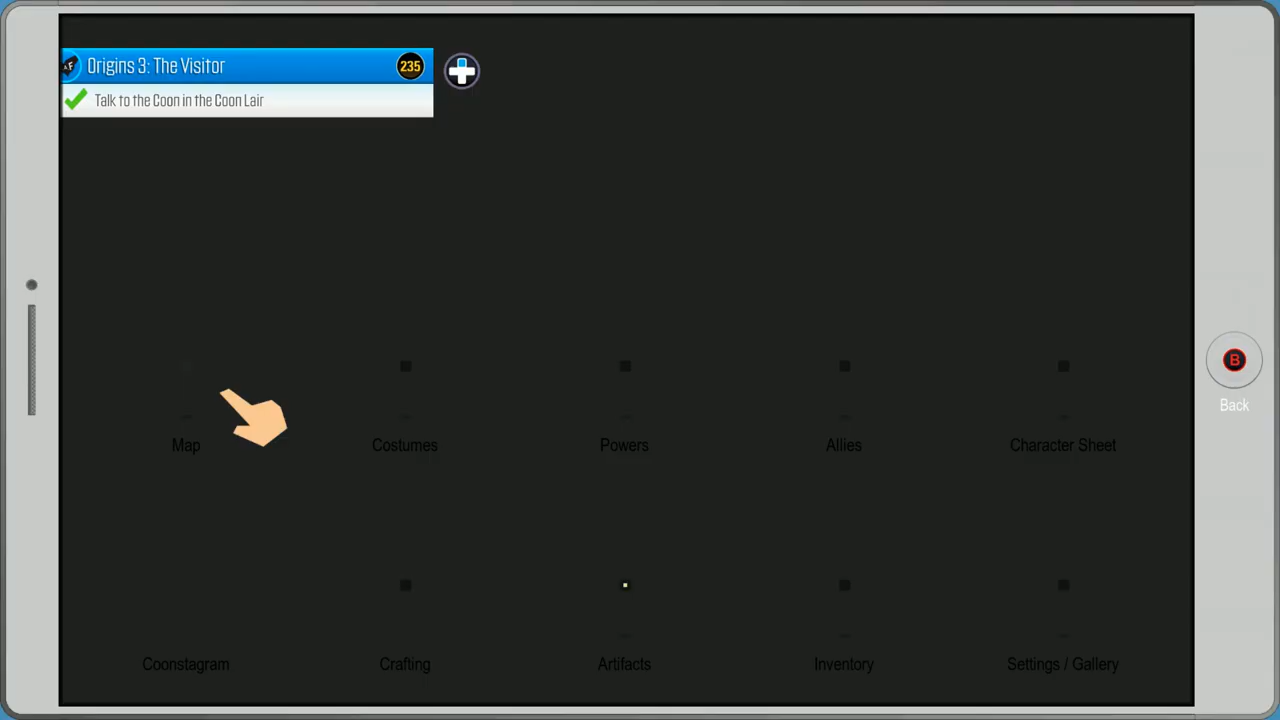 Origins 3: The Visitor 235
Talk to the Coon in the Coon Lair
B
Back
Map Costumes Powers Allies Character Sheet
Coonstagram Crafting Artifacts Inventory Settings / Gallery